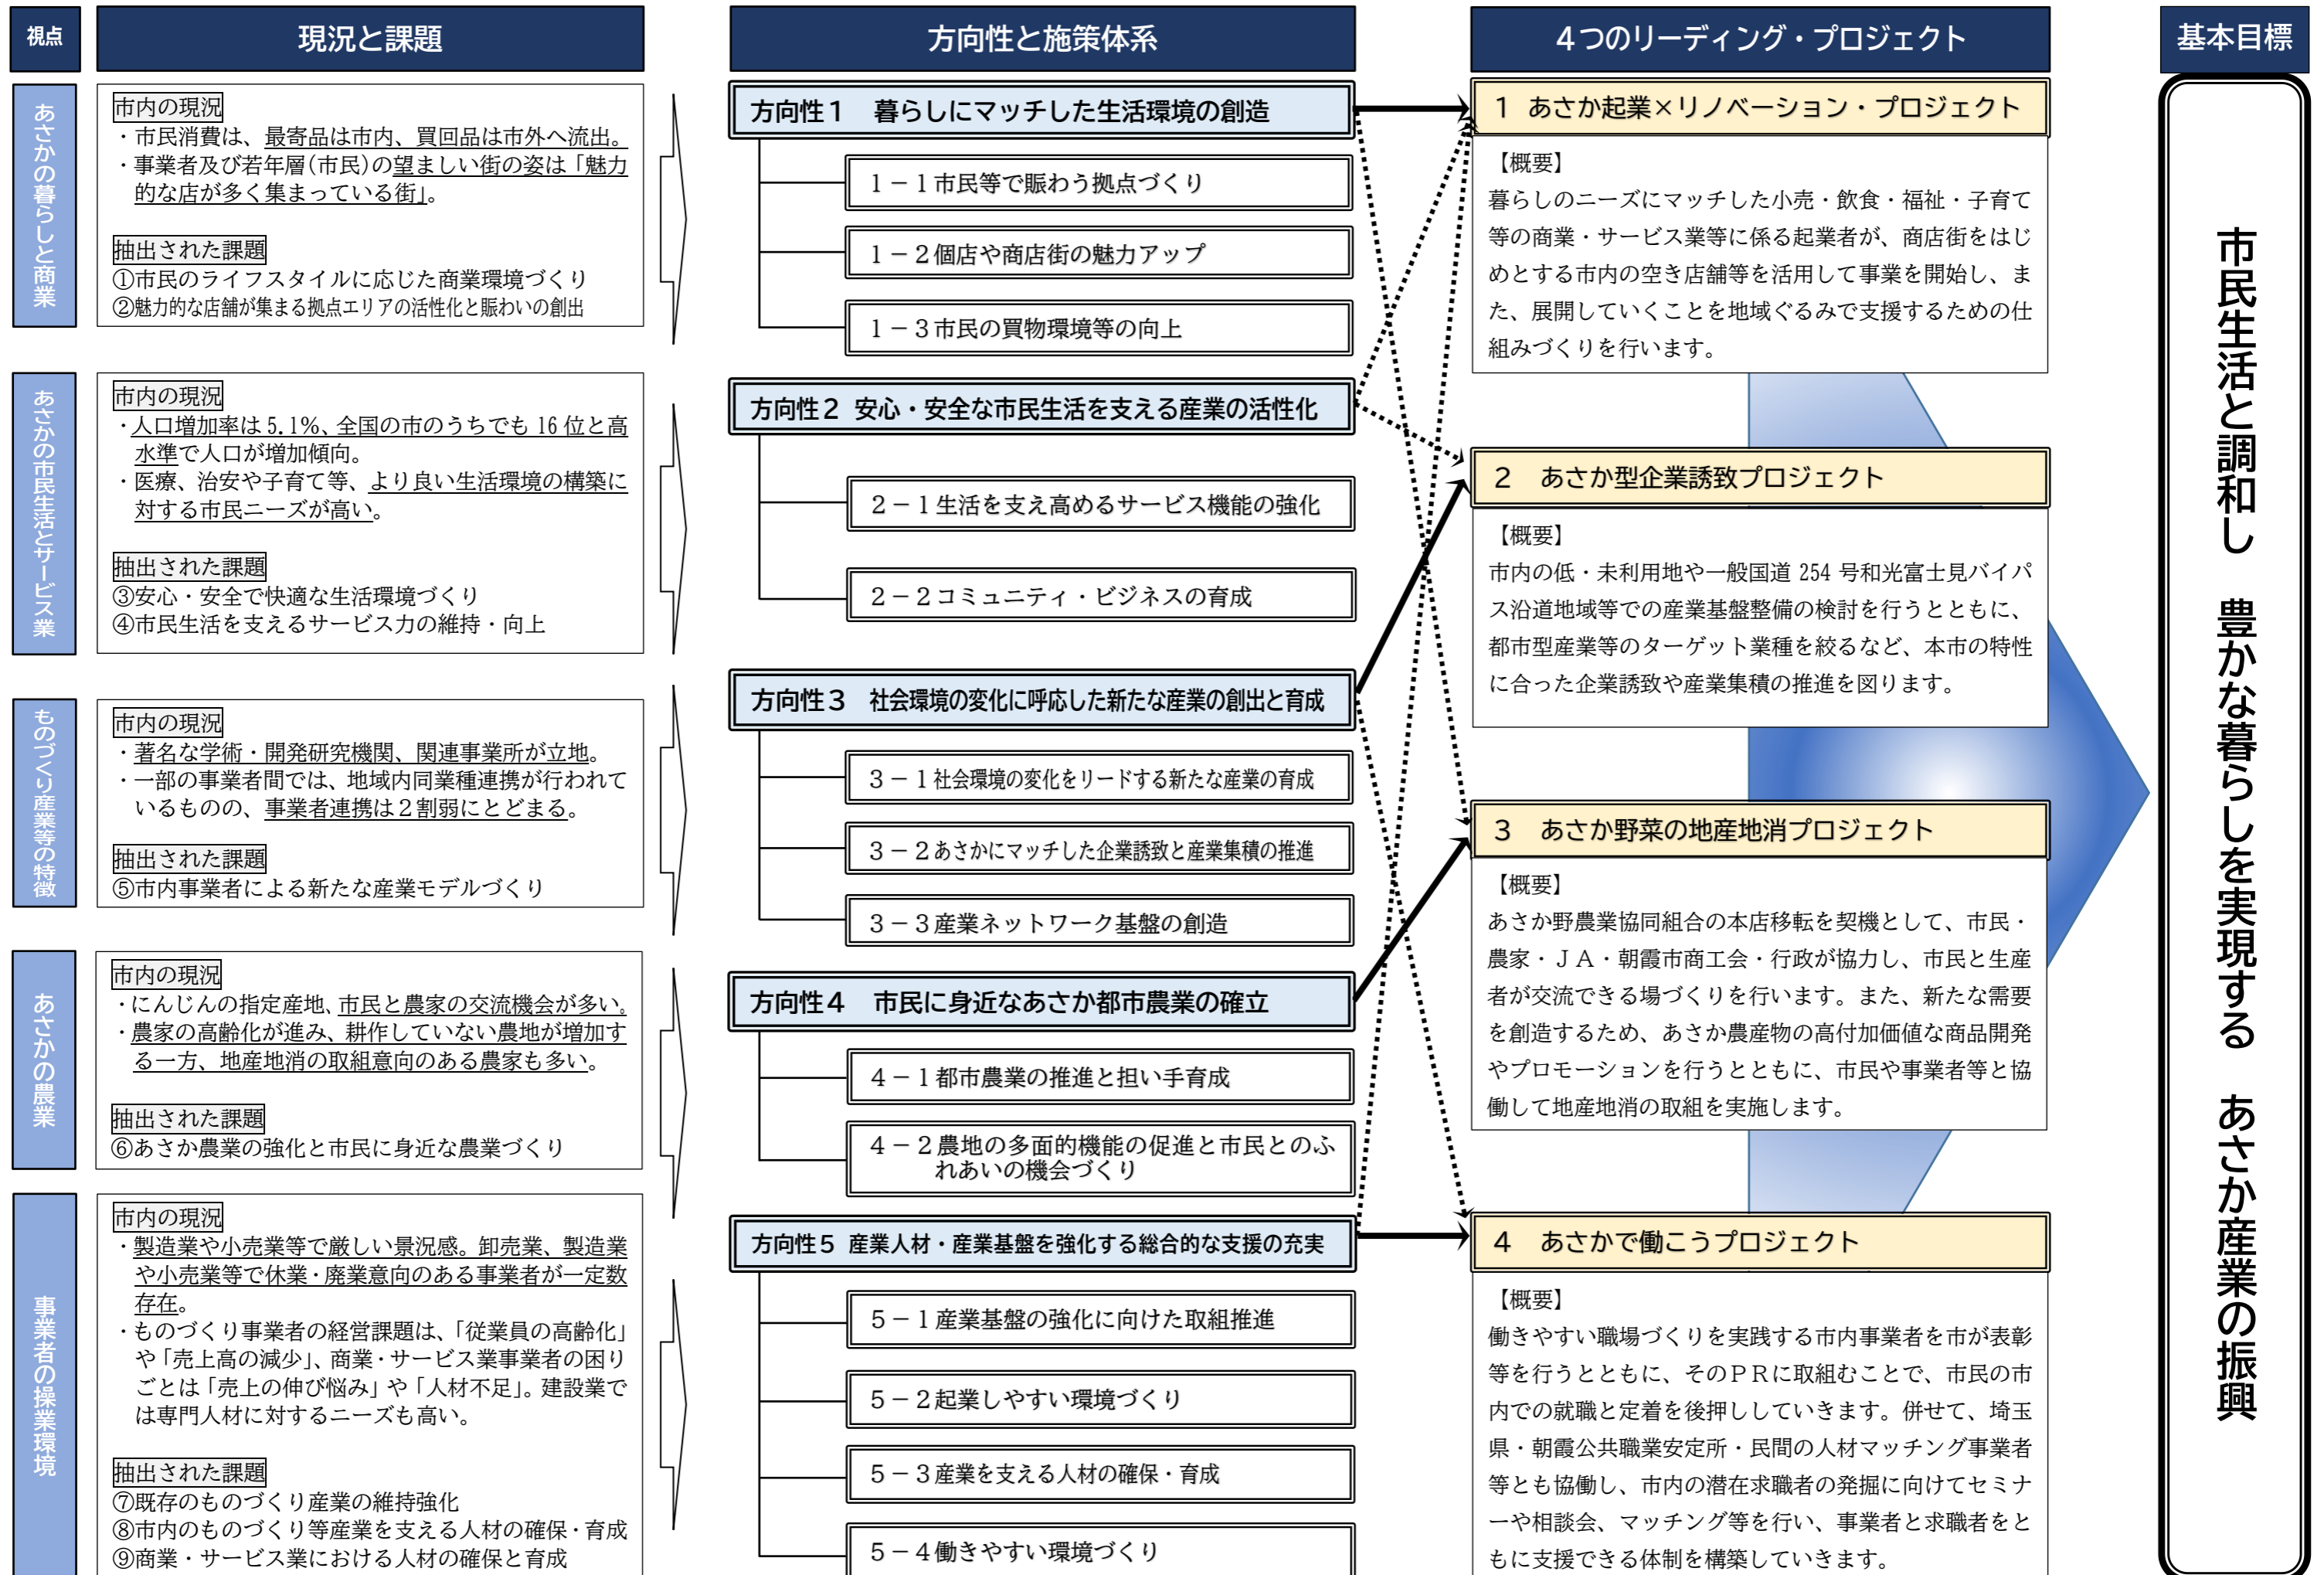 視点
現況と課題
方向性と施策体系
4つのリーディング・プロジェクト
基本目標
あさかの暮らしと商業
市内の現況
・市民消費は、最寄品は市内、買回品は市外へ流出。
・事業者及び若年層(市民)の望ましい街の姿は「魅力
的な店が多く集まっている街」。
抽出された課題
①市民のライフスタイルに応じた商業環境づくり
②魅力的な店舗が集まる拠点エリアの活性化と賑わいの創出
あさかの市民生活とサービス業
市内の現況
・人口増加率は 5.1%、全国の市のうちでも 16 位と高
水準で人口が増加傾向。
・医療、治安や子育て等、より良い生活環境の構築に
対する市民ニーズが高い。
抽出された課題
③安心・安全で快適な生活環境づくり
④市民生活を支えるサービス力の維持・向上
ものづくり産業等の特徴
市内の現況
・著名な学術・開発研究機関、関連事業所が立地。
・一部の事業者間では、地域内同業種連携が行われて
いるものの、事業者連携は２割弱にとどまる。
抽出された課題
⑤市内事業者による新たな産業モデルづくり
あさかの農業
市内の現況
・にんじんの指定産地、市民と農家の交流機会が多い。
・農家の高齢化が進み、耕作していない農地が増加す
る一方、地産地消の取組意向のある農家も多い。
抽出された課題
⑥あさか農業の強化と市民に身近な農業づくり
事業者の操業環境
市内の現況
・製造業や小売業等で厳しい景況感。卸売業、製造業
や小売業等で休業・廃業意向のある事業者が一定数
存在。
・ものづくり事業者の経営課題は、「従業員の高齢化」
や「売上高の減少」、商業・サービス業事業者の困り
ごとは「売上の伸び悩み」や「人材不足」。建設業で
は専門人材に対するニーズも高い。
抽出された課題
⑦既存のものづくり産業の維持強化
⑧市内のものづくり等産業を支える人材の確保・育成
⑨商業・サービス業における人材の確保と育成
方向性１　暮らしにマッチした生活環境の創造
１－１市民等で賑わう拠点づくり
１－２個店や商店街の魅力アップ
１－３市民の買物環境等の向上
方向性２ 安心・安全な市民生活を支える産業の活性化
２－１生活を支え高めるサービス機能の強化
２－２コミュニティ・ビジネスの育成
方向性３　社会環境の変化に呼応した新たな産業の創出と育成
３－１社会環境の変化をリードする新たな産業の育成
３－２あさかにマッチした企業誘致と産業集積の推進
３－３産業ネットワーク基盤の創造
方向性４　市民に身近なあさか都市農業の確立
４－１都市農業の推進と担い手育成
４－２農地の多面的機能の促進と市民とのふ
れあいの機会づくり
方向性５ 産業人材・産業基盤を強化する総合的な支援の充実
５－１産業基盤の強化に向けた取組推進
５－２起業しやすい環境づくり
５－３産業を支える人材の確保・育成
５－４働きやすい環境づくり
１ あさか起業×リノベーション・プロジェクト
【概要】
暮らしのニーズにマッチした小売・飲食・福祉・子育て
等の商業・サービス業等に係る起業者が、商店街をはじ
めとする市内の空き店舗等を活用して事業を開始し、ま
た、展開していくことを地域ぐるみで支援するための仕
組みづくりを行います。
２　あさか型企業誘致プロジェクト
【概要】
市内の低・未利用地や一般国道 254 号和光富士見バイパ
ス沿道地域等での産業基盤整備の検討を行うとともに、
都市型産業等のターゲット業種を絞るなど、本市の特性
に合った企業誘致や産業集積の推進を図ります。
３　あさか野菜の地産地消プロジェクト
【概要】
あさか野農業協同組合の本店移転を契機として、市民・
農家・ＪＡ・朝霞市商工会・行政が協力し、市民と生産
者が交流できる場づくりを行います。また、新たな需要
を創造するため、あさか農産物の高付加価値な商品開発
やプロモーションを行うとともに、市民や事業者等と協
働して地産地消の取組を実施します。
４　あさかで働こうプロジェクト
【概要】
働きやすい職場づくりを実践する市内事業者を市が表彰
等を行うとともに、そのＰＲに取組むことで、市民の市
内での就職と定着を後押ししていきます。併せて、埼玉
県・朝霞公共職業安定所・民間の人材マッチング事業者
等とも協働し、市内の潜在求職者の発掘に向けてセミナ
ーや相談会、マッチング等を行い、事業者と求職者をと
もに支援できる体制を構築していきます。
市民生活と調和し　豊かな暮らしを実現する　あさか産業の振興